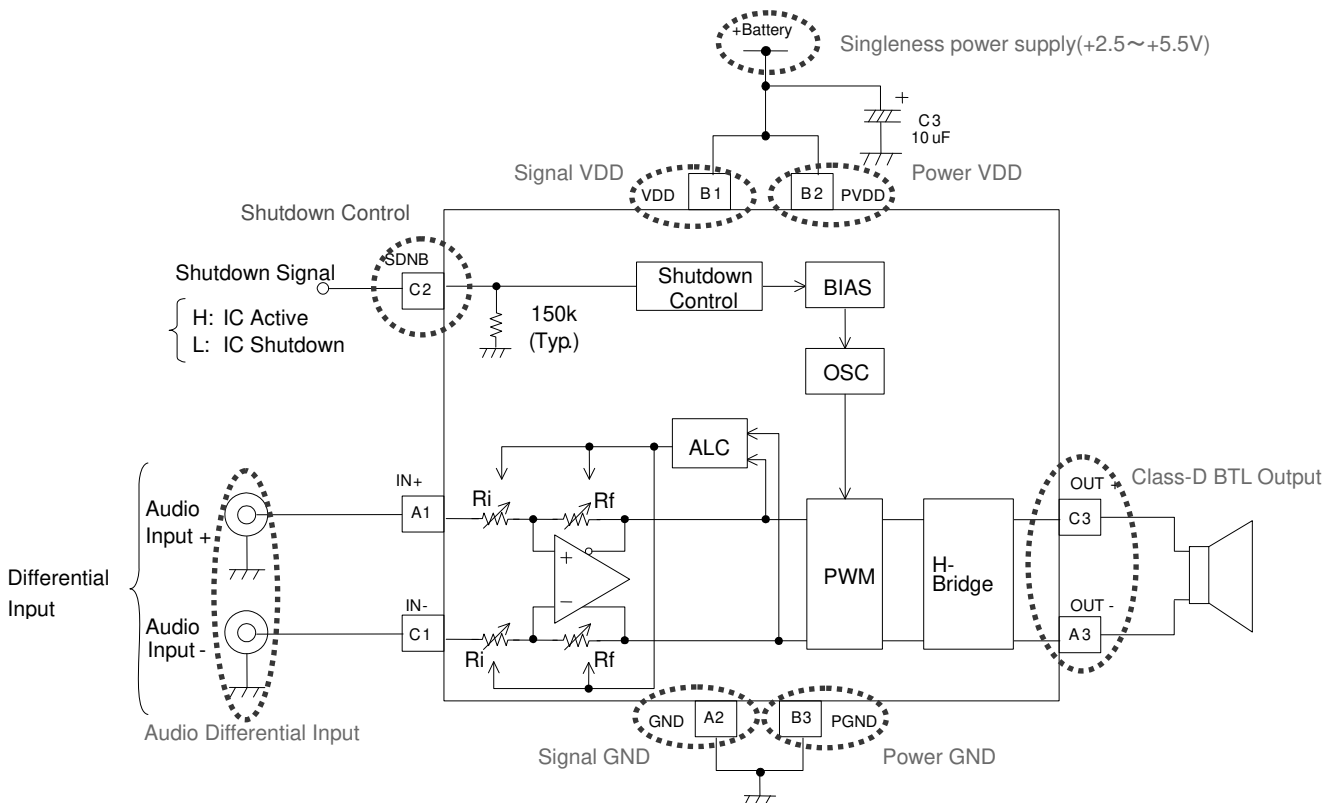 +Battery
Singleness power supply(+2.5～+5.5V)
+
C3
10 uF
Signal VDD
Power VDD
VDD
B1
B2
PVDD
Shutdown Control
SDNB
Shutdown Signal
C2
H: IC Active
L: IC Shutdown
150k
(Typ.)
Shutdown
Control
BIAS
OSC
ALC
Differential
Input
Audio
Input +
IN+
A1
Ri
Rf
+
−
Audio
Input -
IN-
C1
Ri
Rf
PWM
H-
Bridge
OUT +
C3
Class-D BTL Output
OUT -
A3
Audio Differential Input
GND
A2
B3
PGND
Signal GND
Power GND